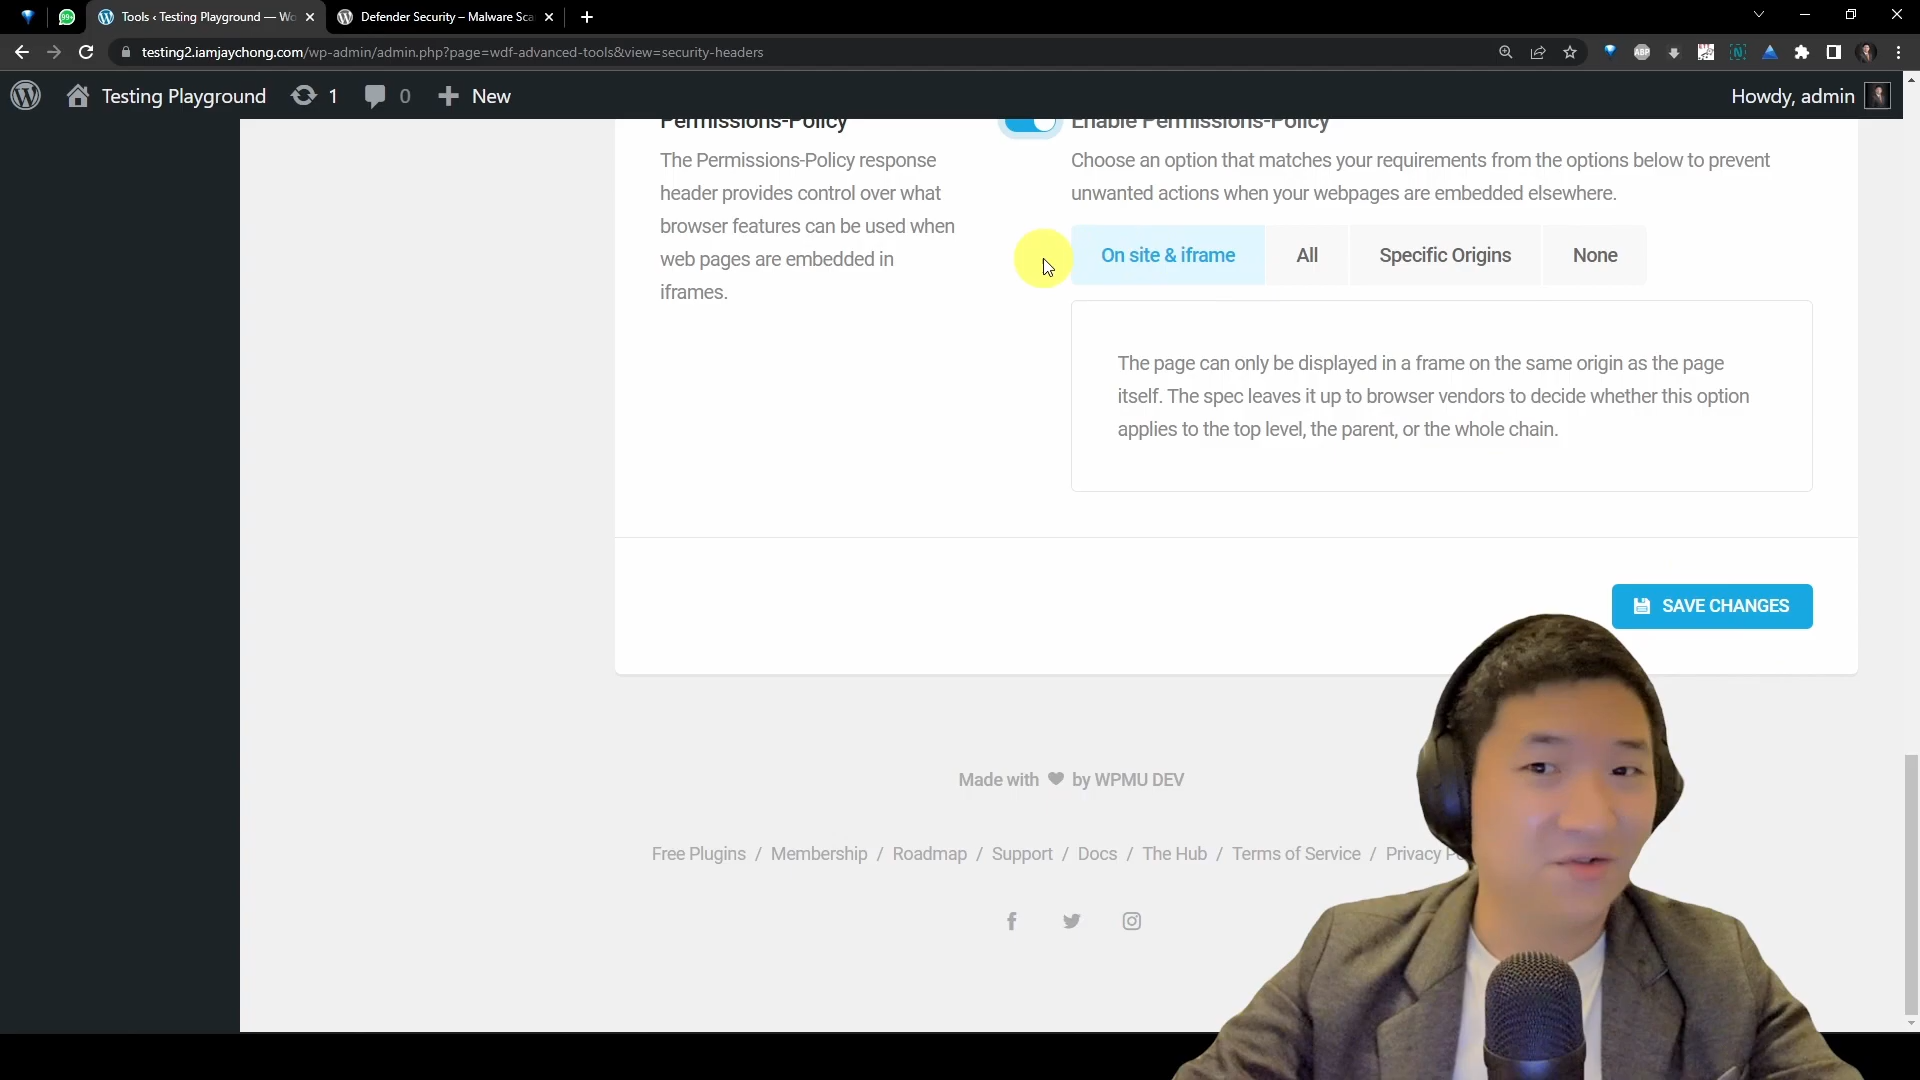 Tools ‹ Testing Playground — Wo
Defender Security – Malware Sca
testing2.iamjaychong.com/wp-admin/admin.php?page=wdf-advanced-tools&view=security-headers
Testing Playground 1 0 New
Howdy, admin
Permissions-Policy
The Permissions-Policy response
header provides control over what
browser features can be used when
web pages are embedded in
iframes.
Enable Permissions-Policy
Choose an option that matches your requirements from the options below to prevent
unwanted actions when your webpages are embedded elsewhere.
On site & iframe All Specific Origins None
The page can only be displayed in a frame on the same origin as the page
itself. The spec leaves it up to browser vendors to decide whether this option
applies to the top level, the parent, or the whole chain.
SAVE CHANGES
Made with ♥ by WPMU DEV
Free Plugins / Membership / Roadmap / Support / Docs / The Hub / Terms of Service / Privacy